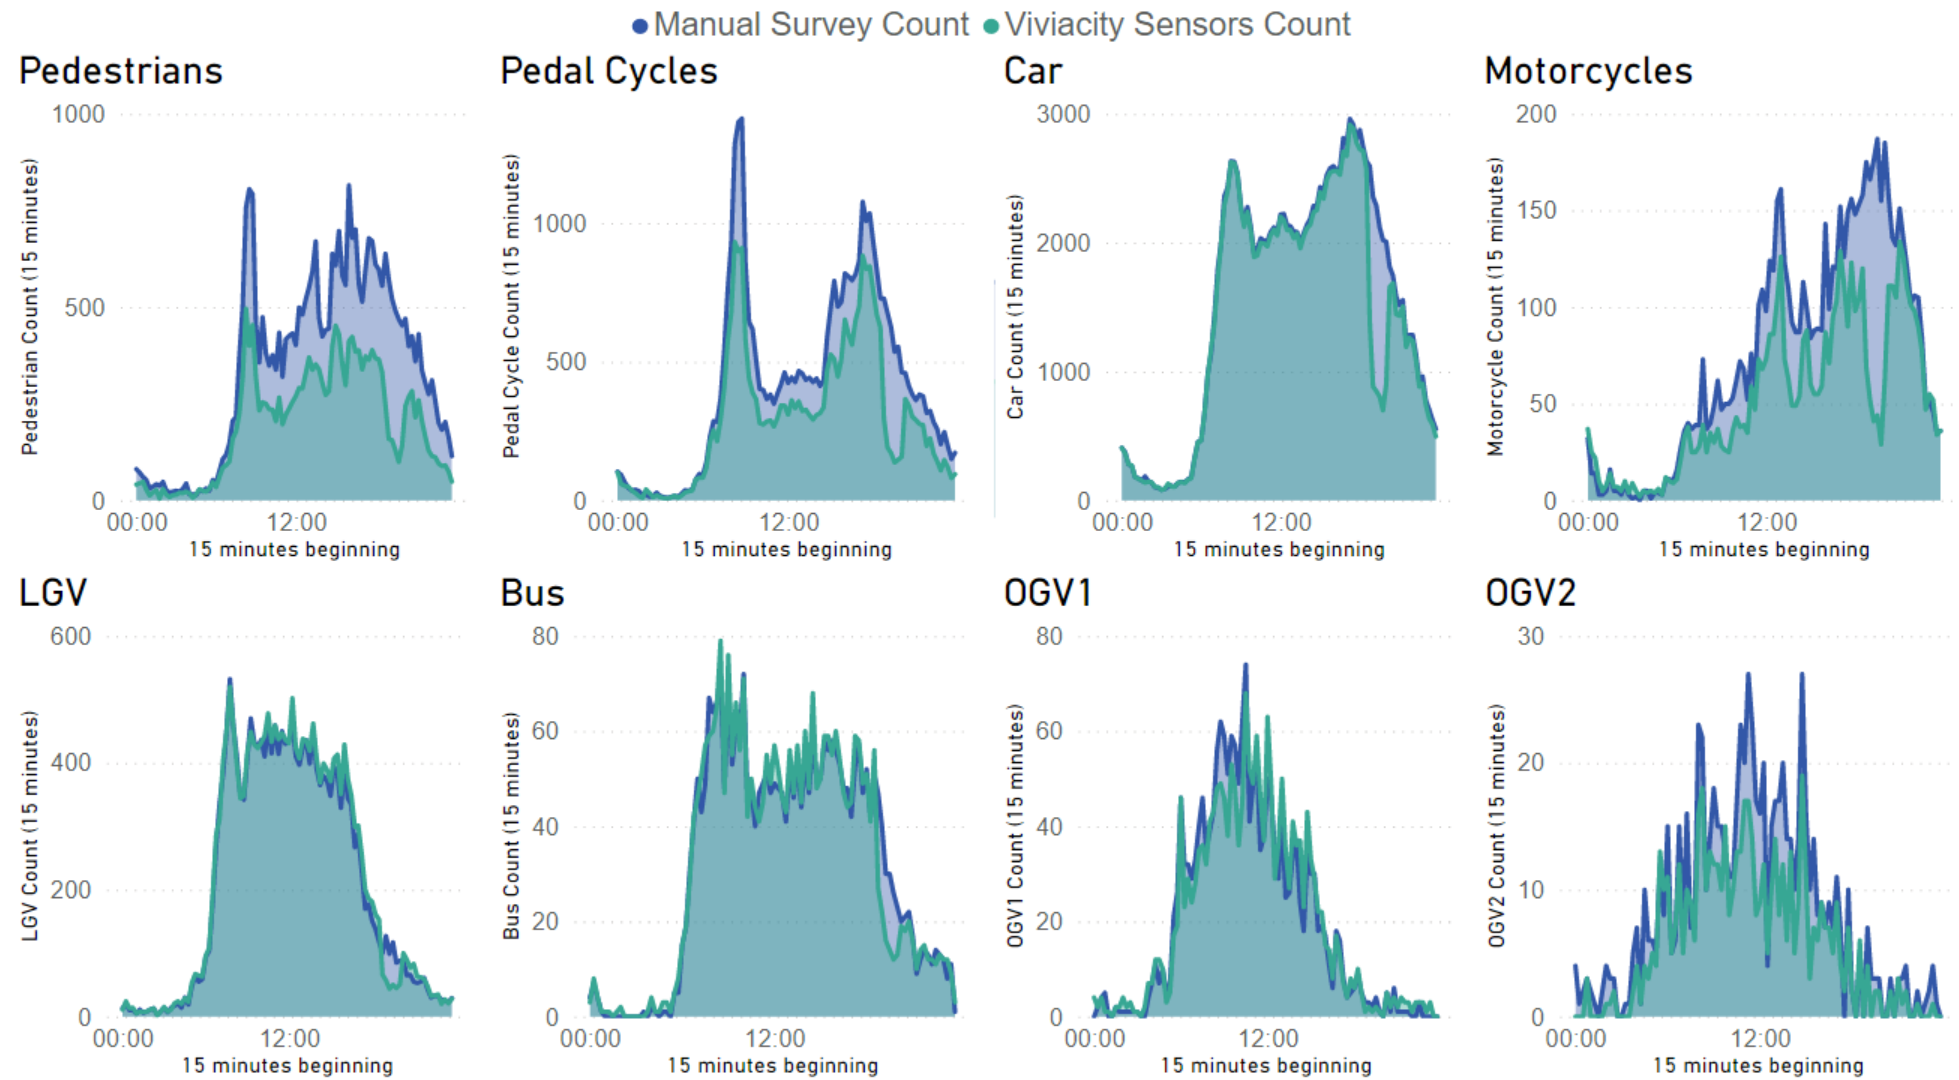 Manual Survey Count Viviacity Sensors Count
Pedestrians
1000
500
0
00:00 12:00
15 minutes beginning
Pedestrian Count (15 minutes)
Pedal Cycles
1000
500
0
00:00 12:00
15 minutes beginning
Pedal Cycle Count (15 minutes)
Car
3000
2000
1000
0
00:00 12:00
15 minutes beginning
Car Count (15 minutes)
Motorcycles
200
150
100
50
0
00:00 12:00
15 minutes beginning
Motorcycle Count (15 minutes)
LGV
600
400
200
0
00:00 12:00
15 minutes beginning
LGV Count (15 minutes)
Bus
80
60
40
20
0
00:00 12:00
15 minutes beginning
Bus Count (15 minutes)
OGV1
80
60
40
20
0
00:00 12:00
15 minutes beginning
OGV1 Count (15 minutes)
OGV2
30
20
10
0
00:00 12:00
15 minutes beginning
OGV2 Count (15 minutes)